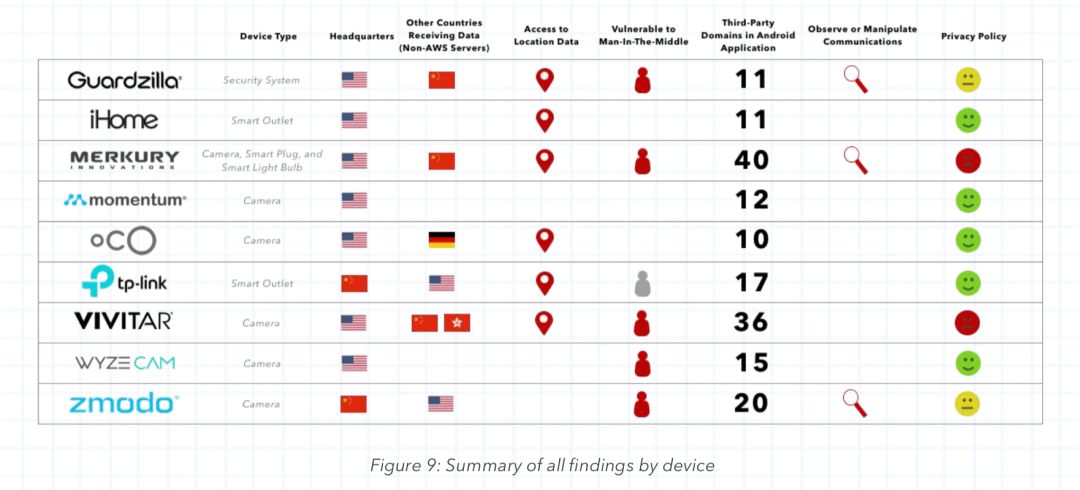 Device Type
Headquarters
Other Countries
Receiving Data
(Non-AWS Servers)
Access to
Location Data
Vulnerable to
Man-In-The-Middle
Third-Party
Domains in Android
Application
Observe or Manipulate
Communications
Privacy Policy
Guardzilla®
Security System
11
iHome
Smart Outlet
11
MERKURY
INNOVATIONS
Camera, Smart Plug, and
Smart Light Bulb
40
momentum®
Camera
12
oCO
Camera
10
tp-link
Smart Outlet
17
VIVITAR
Camera
36
WYZE CAM
Camera
15
zmodo®
Camera
20
Figure 9: Summary of all findings by device